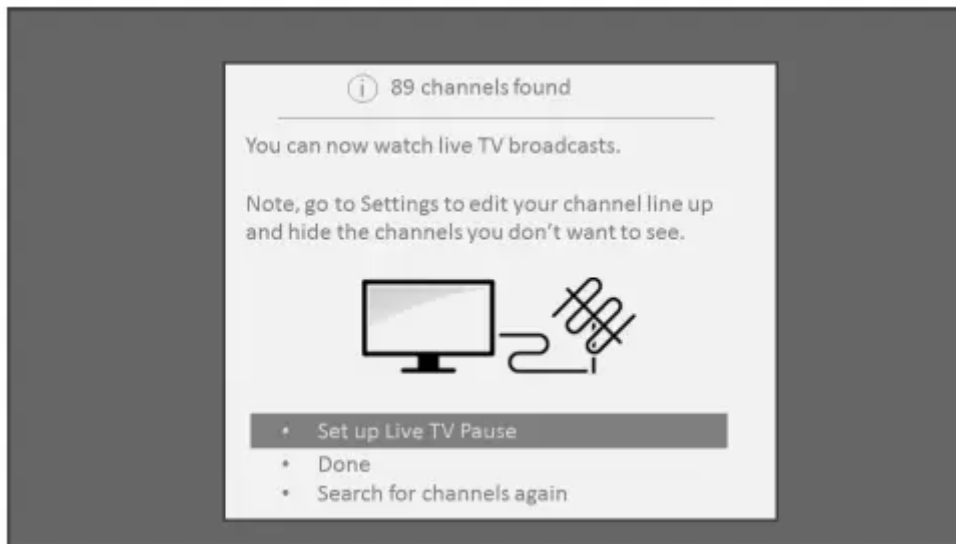 89 channels found
You can now watch live TV broadcasts.
Note, go to Settings to edit your channel line up
and hide the channels you don't want to see.
• Set up Live TV Pause
• Done
• Search for channels again